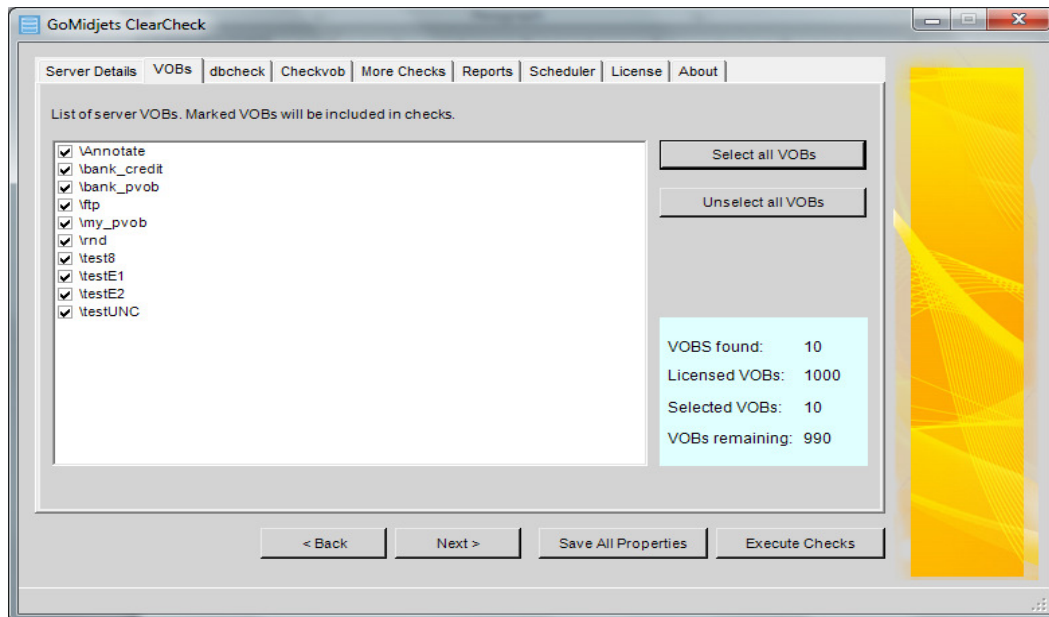 GoMidjets ClearCheck
Server Details VOBs dbcheck Checkvob More Checks Reports Scheduler License About
List of server VOBs. Marked VOBs will be included in checks.
\Annotate
\bank_credit
\bank_pvob
\ftp
\my_pvob
\rnd
\test8
\testE1
\testE2
\testUNC
Select all VOBs
Unselect all VOBs
VOBS found: 10
Licensed VOBs: 1000
Selected VOBs: 10
VOBs remaining: 990
< Back Next > Save All Properties Execute Checks